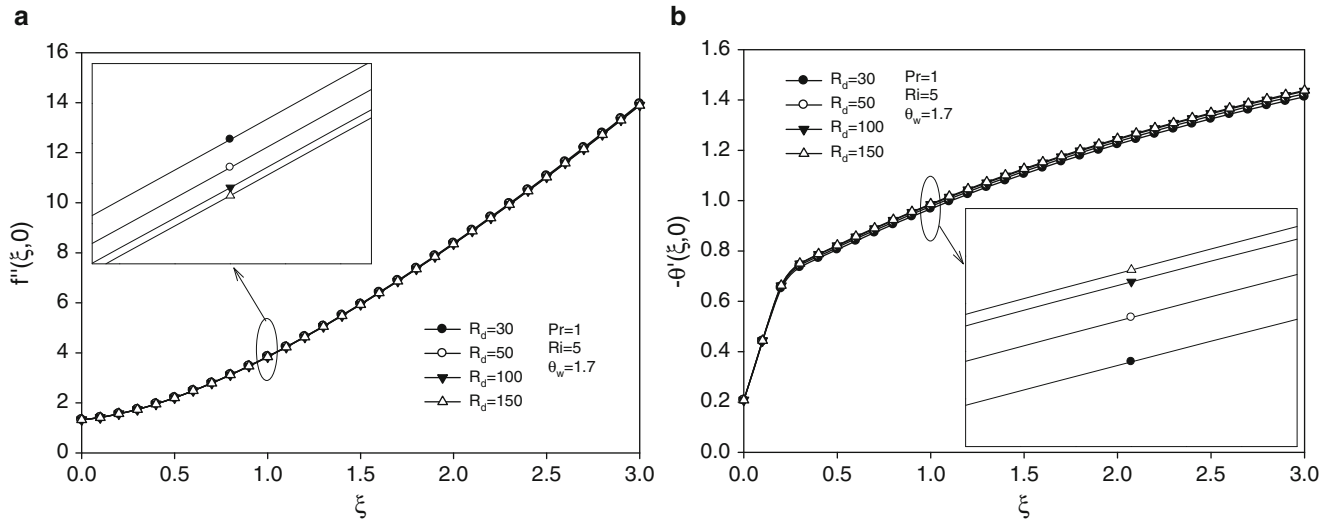 a
16
14
12
10
8
6
4
2
0
f''(ξ,0)
R_d=30
R_d=50
R_d=100
R_d=150
Pr=1
Ri=5
θ_w=1.7
0.0 0.5 1.0 1.5 2.0 2.5 3.0
ξ
b
1.6
1.4
1.2
1.0
0.8
0.6
0.4
0.2
0.0
-θ'(ξ,0)
R_d=30
R_d=50
R_d=100
R_d=150
Pr=1
Ri=5
θ_w=1.7
0.0 0.5 1.0 1.5 2.0 2.5 3.0
ξ